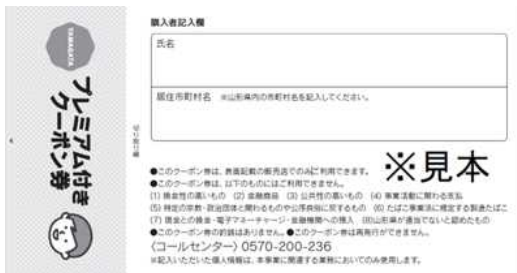 YAMAGATA
プレミアム付き
クーポン券
購入者記入欄
氏名
居住市町村名 ※山形県内の市町村名を記入してください。
●このクーポン券は、表面記載の販売店でのみご利用できます。
●このクーポン券は、以下のものにはご利用できません。
(1) 換金性の高いもの (2) 金融商品 (3) 公共性の高いもの (4) 事業活動に関わる支払
(5) 特定の宗教・政治団体と関わるものや公序良俗に反するもの (6) たばこ事業法に規定する製造たばこ
(7) 現金との換金・電子マネーチャージ・金融機関への預入 (8)山形県が適当でないと認めたもの
●このクーポン券の釣銭はありません。●このクーポン券は再発行ができません。
〈コールセンター〉0570-200-236
※記入いただいた個人情報は、本事業に関連する業務においてのみ使用します。
※見本